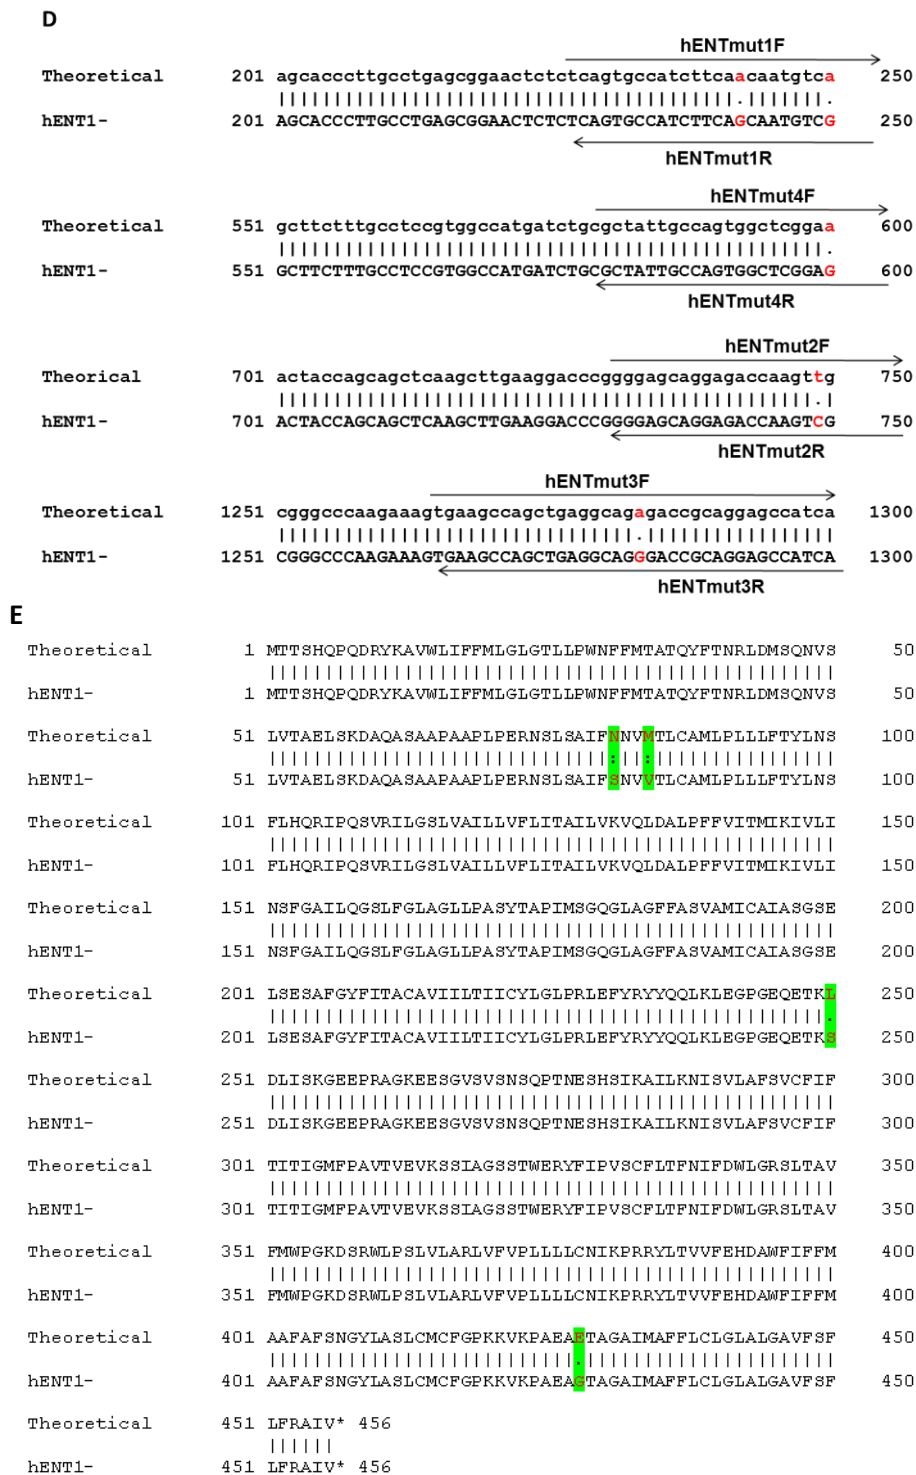 D
hENTmut1F
Theoretical 201 agcacccttgcctgagcggaactctctcagtgccatcttcaacaatgtca 250
hENT1- 201 AGCACCCTTGCCTGAGCGGAACTCTCTCAGTGCCATCTTCAGCAATGTCG 250
hENTmut1R
hENTmut4F
Theoretical 551 gcttctttgcctccgtggccatgatctgcgctattgccagtggctcggaa 600
hENT1- 551 GCTTCTTTGCCTCCGTGGCCATGATCTGCGCTATTGCCAGTGGCTCGGAG 600
hENTmut4R
hENTmut2F
Theorical 701 actaccagcagctcaagcttgaaggacccggggagcaggagaccaagttg 750
hENT1- 701 ACTACCAGCAGCTCAAGCTTGAAGGACCCGGGGAGCAGGAGACCAAGTCG 750
hENTmut2R
hENTmut3F
Theoretical 1251 cgggcccaagaaagtgaagccagctgaggcagagaccgcaggagccatca 1300
hENT1- 1251 CGGGCCCAAGAAAGTGAAGCCAGCTGAGGCAGGGACCGCAGGAGCCATCA 1300
hENTmut3R
E
Theoretical 1 MTTSHQPQDRYKAVWLIFFMLGLGTLLPWNFFMTATQYFTNRLDMSQNVS 50
hENT1- 1 MTTSHQPQDRYKAVWLIFFMLGLGTLLPWNFFMTATQYFTNRLDMSQNVS 50
Theoretical 51 LVTAELSKDAQASAAPAAPLPERNSLSAIFNNVMTLCAMLPLLLFTYLNS 100
hENT1- 51 LVTAELSKDAQASAAPAAPLPERNSLSAIFSNVVTLCAMLPLLLFTYLNS 100
Theoretical 101 FLHQRIPQSVRILGSLVAILLVFLITAILVKVQLDALPFFVITMIKIVLI 150
hENT1- 101 FLHQRIPQSVRILGSLVAILLVFLITAILVKVQLDALPFFVITMIKIVLI 150
Theoretical 151 NSFGAILQGSLFGLAGLLPASYTAPIMSGQGLAGFFASVAMICAIASGSE 200
hENT1- 151 NSFGAILQGSLFGLAGLLPASYTAPIMSGQGLAGFFASVAMICAIASGSE 200
Theoretical 201 LSESAFGYFITACAVIILTIICYLGLPRLEFYRYYQQLKLEGPGEQETKL 250
hENT1- 201 LSESAFGYFITACAVIILTIICYLGLPRLEFYRYYQQLKLEGPGEQETKS 250
Theoretical 251 DLISKGEEPRAGKEESGVSVSNSQPTNESHSIKAILKNISVLAFSVCFIF 300
hENT1- 251 DLISKGEEPRAGKEESGVSVSNSQPTNESHSIKAILKNISVLAFSVCFIF 300
Theoretical 301 TITIGMFPAVTVEVKSSIAGSSTWERYFIPVSCFLTFNIFDWLGRSLTAV 350
hENT1- 301 TITIGMFPAVTVEVKSSIAGSSTWERYFIPVSCFLTFNIFDWLGRSLTAV 350
Theoretical 351 FMWPGKDSRWLPSLVLARLVFVPLLLLCNIKPRRYLTVVFEHDAWFIFFM 400
hENT1- 351 FMWPGKDSRWLPSLVLARLVFVPLLLLCNIKPRRYLTVVFEHDAWFIFFM 400
Theoretical 401 AAFAFSNGYLASLCMCFGPKKVKPAEAETAGAIMAFFLCLGLALGAVFSF 450
hENT1- 401 AAFAFSNGYLASLCMCFGPKKVKPAEAGTAGAIMAFFLCLGLALGAVFSF 450
Theoretical 451 LFRAIV* 456
hENT1- 451 LFRAIV* 456